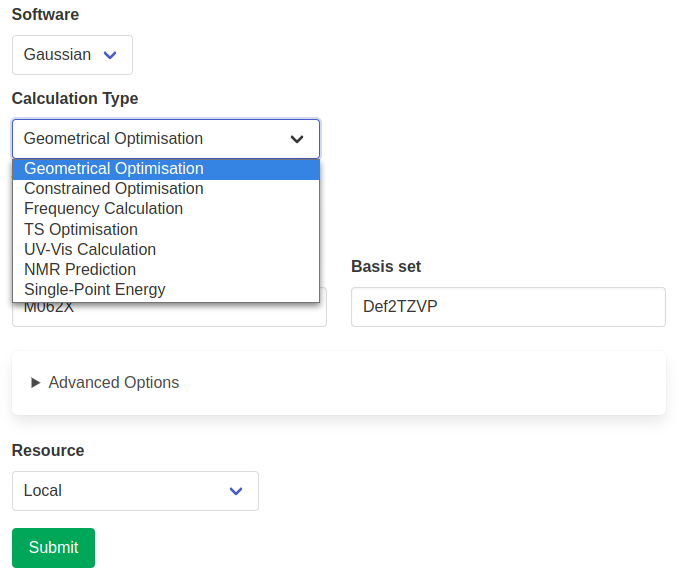 Software
Gaussian
Calculation Type
Geometrical Optimisation
Geometrical Optimisation
Constrained Optimisation
Frequency Calculation
TS Optimisation
UV-Vis Calculation
NMR Prediction
Single-Point Energy
Basis set
M062X
Def2TZVP
Advanced Options
Resource
Local
Submit